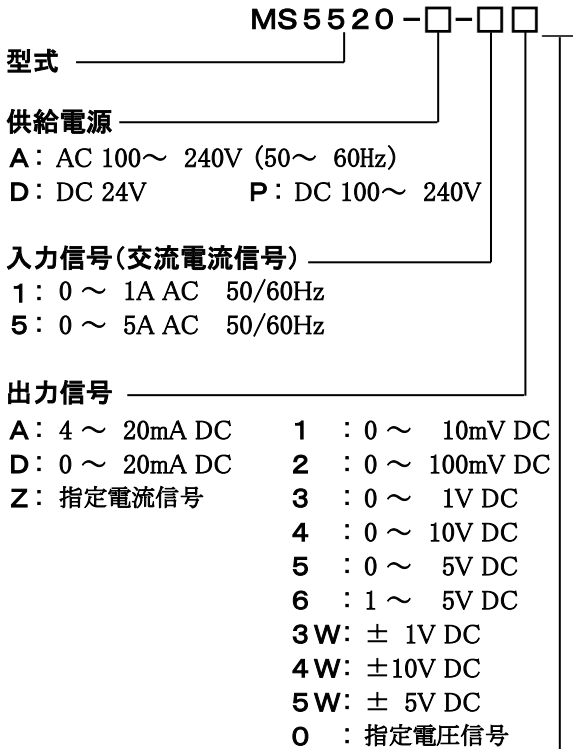 MS5520-□-□□
型式
供給電源
A: AC 100～ 240V (50～ 60Hz)
D: DC 24V P: DC 100～ 240V
入力信号(交流電流信号)
1: 0 ～ 1A AC 50/60Hz
5: 0 ～ 5A AC 50/60Hz
出力信号
A: 4 ～ 20mA DC 1 : 0 ～ 10mV DC
D: 0 ～ 20mA DC 2 : 0 ～ 100mV DC
Z: 指定電流信号 3 : 0 ～ 1V DC
4 : 0 ～ 10V DC
5 : 0 ～ 5V DC
6 : 1 ～ 5V DC
3W: ± 1V DC
4W: ±10V DC
5W: ± 5V DC
0 : 指定電圧信号